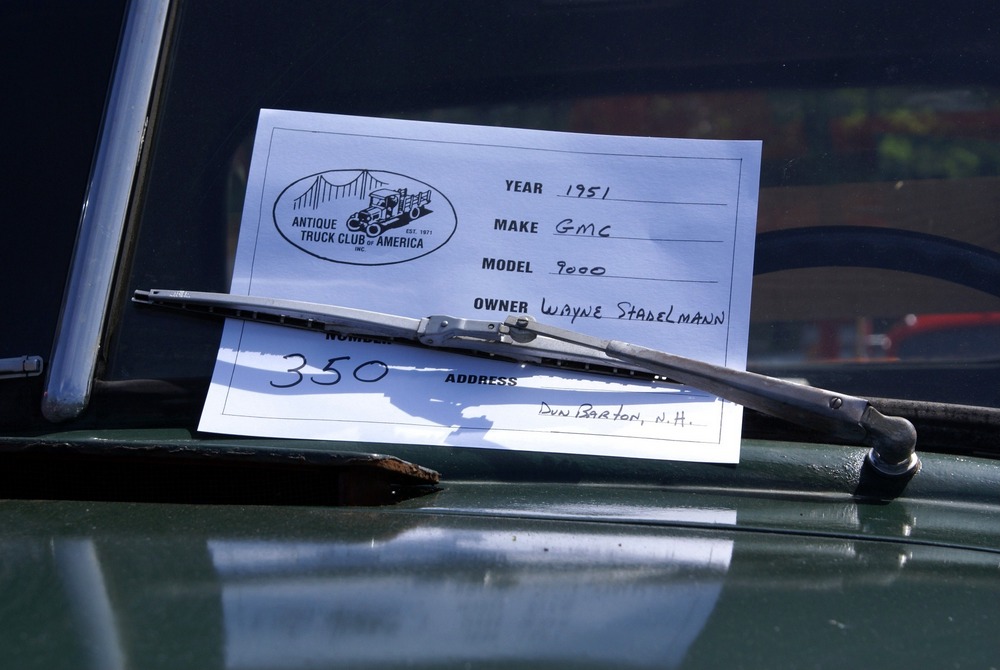 YEAR 1951
MAKE GMC
MODEL 9000
OWNER WAYNE STADELMANN
ANTIQUE
EST. 1971
TRUCK CLUB OF AMERICA
INC.
NUMBER
350
ADDRESS
DUN BARTON, N.H.